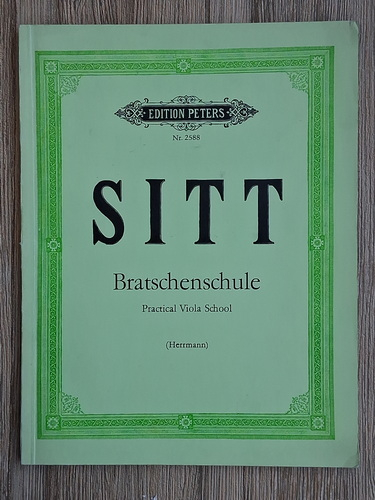 EDITION PETERS
Nr. 2588
SITT
Bratschenschule
Practical Viola School
(Herrmann)